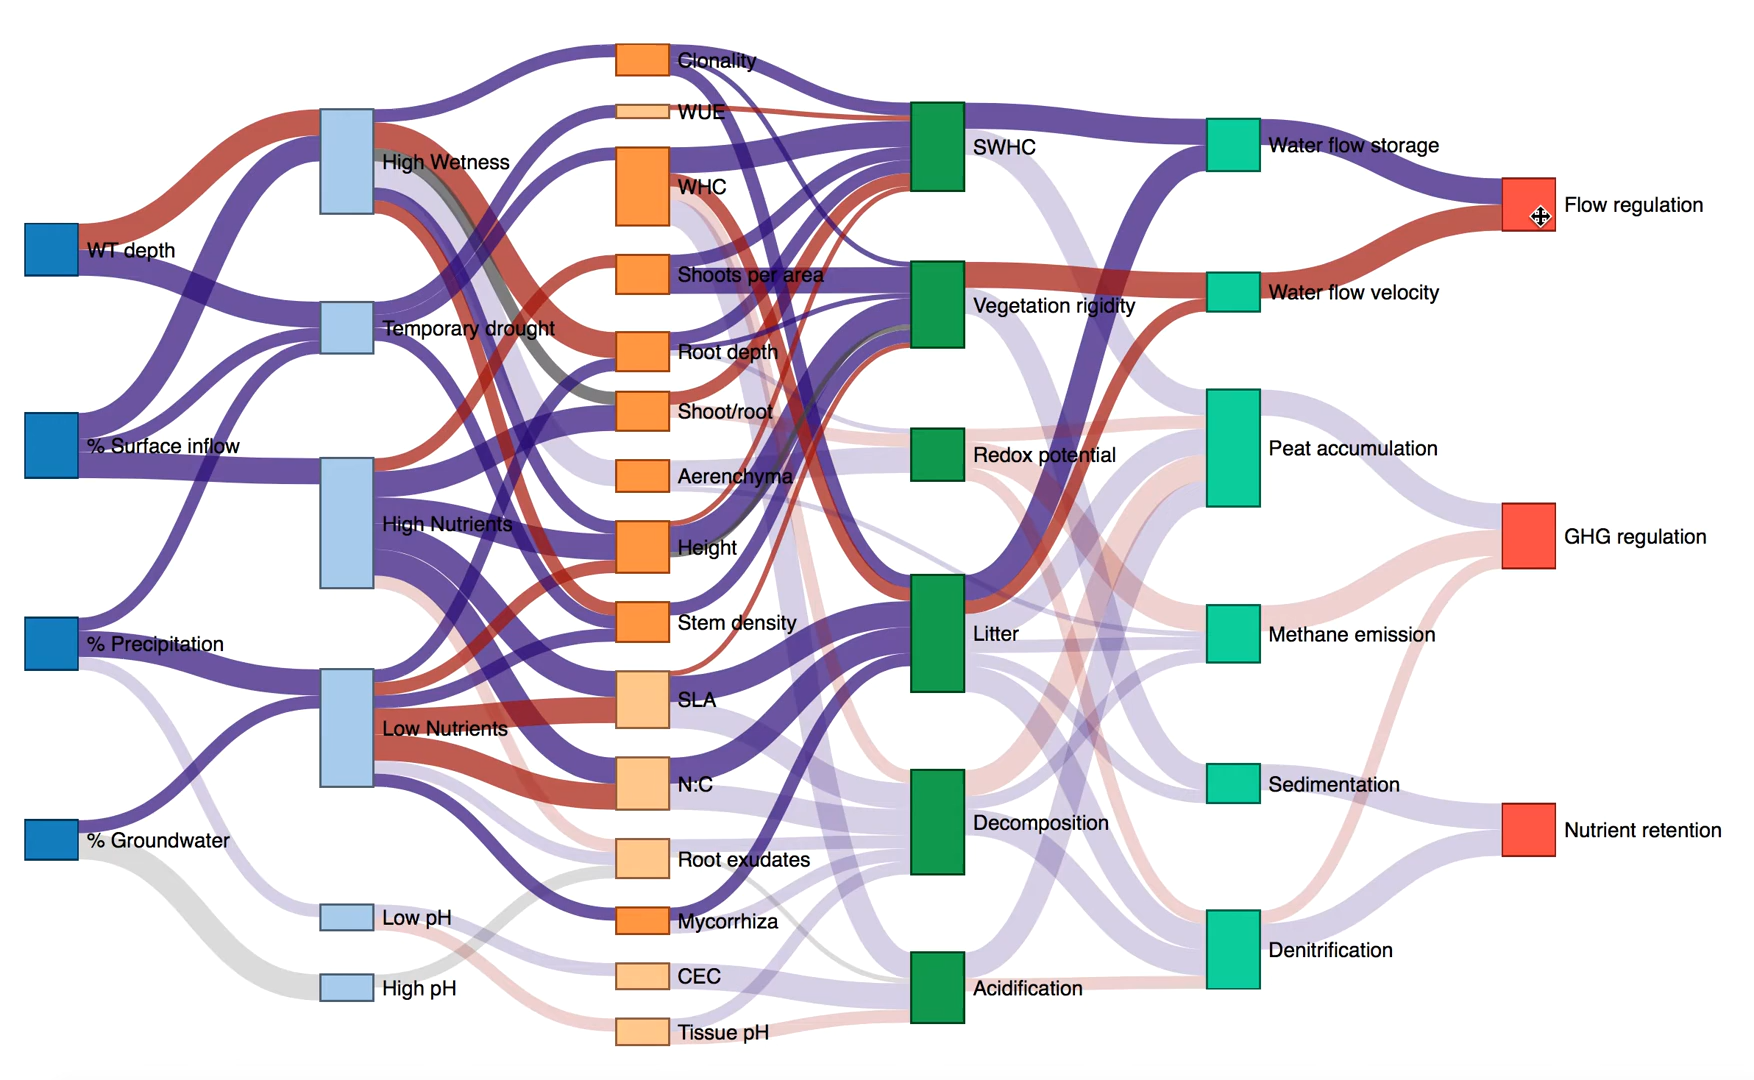 WT depth
% Surface inflow
% Precipitation
% Groundwater
High Wetness
Temporary drought
High Nutrients
Low Nutrients
Low pH
High pH
Clonality
WUE
WHC
Shoots per area
Root depth
Shoot/root
Aerenchyma
Height
Stem density
SLA
N:C
Root exudates
Mycorrhiza
CEC
Tissue pH
SWHC
Vegetation rigidity
Redox potential
Litter
Decomposition
Acidification
Water flow storage
Water flow velocity
Peat accumulation
Methane emission
Sedimentation
Denitrification
Flow regulation
GHG regulation
Nutrient retention